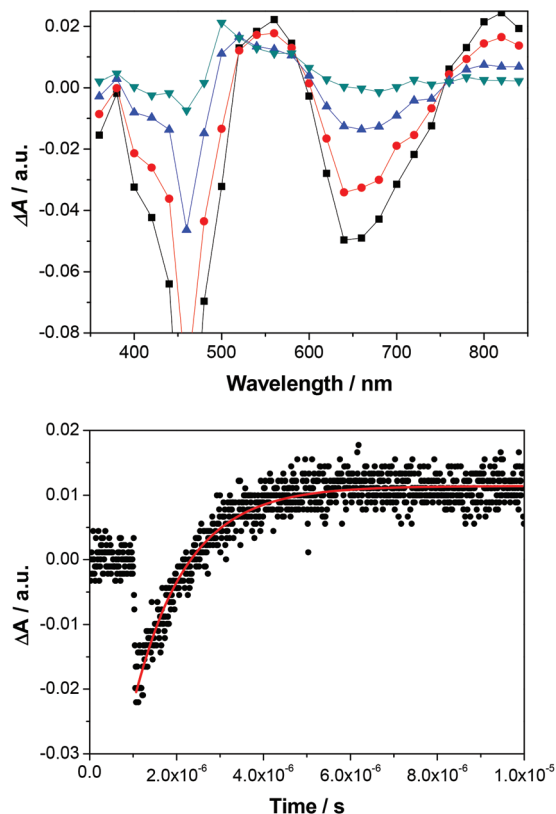 0.02
0.00
-0.02
-0.04
-0.06
-0.08
ΔA / a.u.
400 500 600 700 800
Wavelength / nm
0.02
0.01
0.00
-0.01
-0.02
-0.03
ΔA / a.u.
0.0 2.0x10⁻⁶ 4.0x10⁻⁶ 6.0x10⁻⁶ 8.0x10⁻⁶ 1.0x10⁻⁵
Time / s